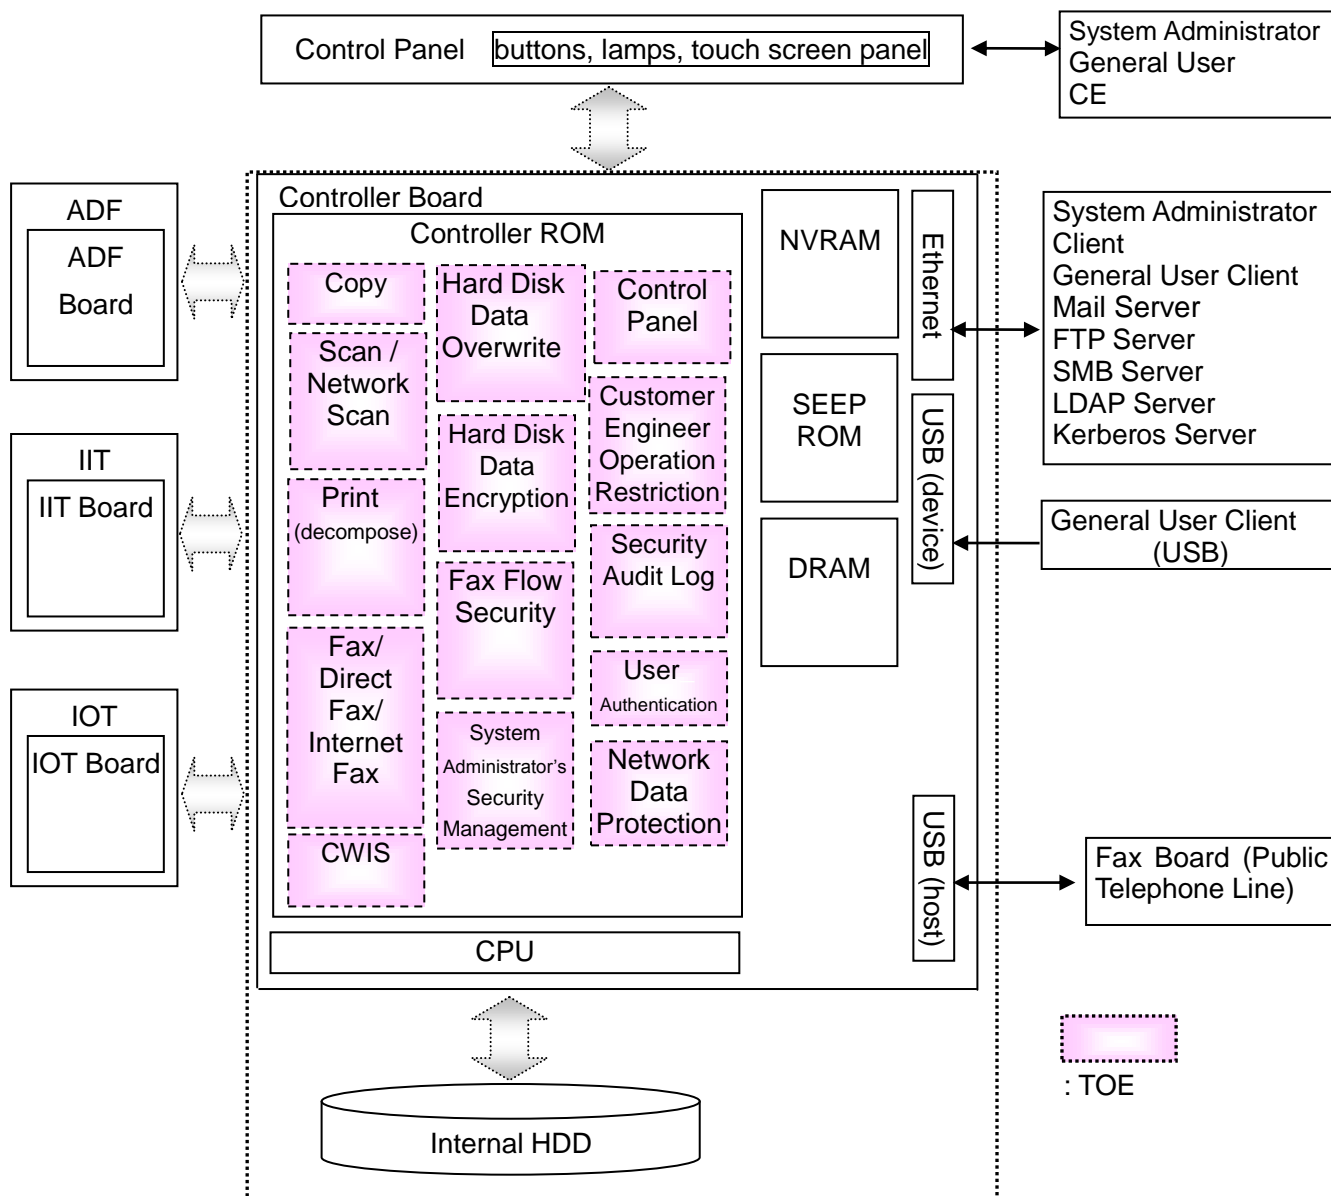 Control Panel buttons, lamps, touch screen panel
System Administrator
General User
CE
ADF
ADF
Board
IIT
IIT Board
IOT
IOT Board
Controller Board
Controller ROM
Copy
Scan /
Network
Scan
Print
(decompose)
Fax/
Direct
Fax/
Internet
Fax
CWIS
Hard Disk
Data
Overwrite
Hard Disk
Data
Encryption
Fax Flow
Security
System
Administrator's
Security
Management
Control
Panel
Customer
Engineer
Operation
Restriction
Security
Audit Log
User
Authentication
Network
Data
Protection
CPU
NVRAM
SEEP
ROM
DRAM
Ethernet
USB (device)
USB (host)
System Administrator
Client
General User Client
Mail Server
FTP Server
SMB Server
LDAP Server
Kerberos Server
General User Client
(USB)
Fax Board (Public
Telephone Line)
Internal HDD
: TOE